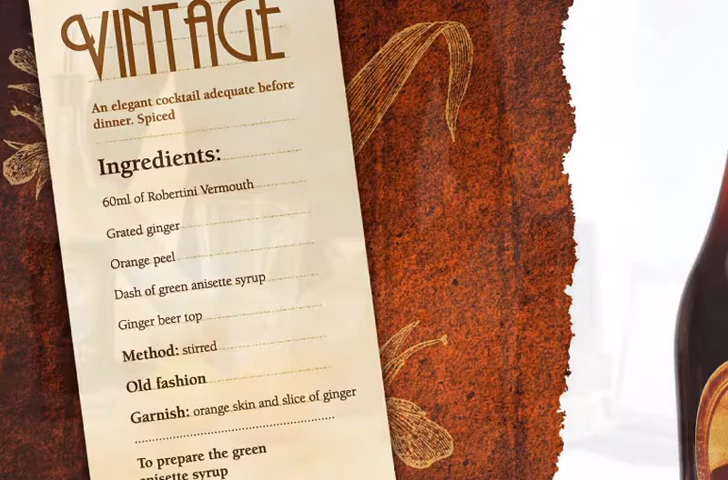 VINTAGE
An elegant cocktail adequate before
dinner. Spiced
Ingredients:
60ml of Robertini Vermouth
Grated ginger
Orange peel
Dash of green anisette syrup
Ginger beer top
Method: stirred
Old fashion
Garnish: orange skin and slice of ginger
To prepare the green
anisette syrup